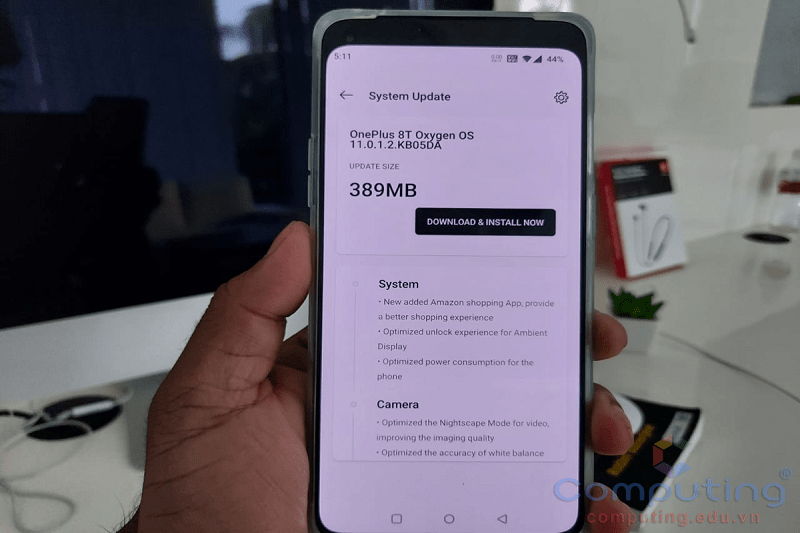 5:11
44%
System Update
OnePlus 8T Oxygen OS
11.0.1.2.KB05DA
UPDATE SIZE
389MB
DOWNLOAD & INSTALL NOW
System
• New added Amazon shopping App, provide
a better shopping experience
• Optimized unlock experience for Ambient
Display
• Optimized power consumption for the
phone
Camera
• Optimized the Nightscape Mode for video,
improving the imaging quality
• Optimized the accuracy of white balance
Computing®
computing.edu.vn